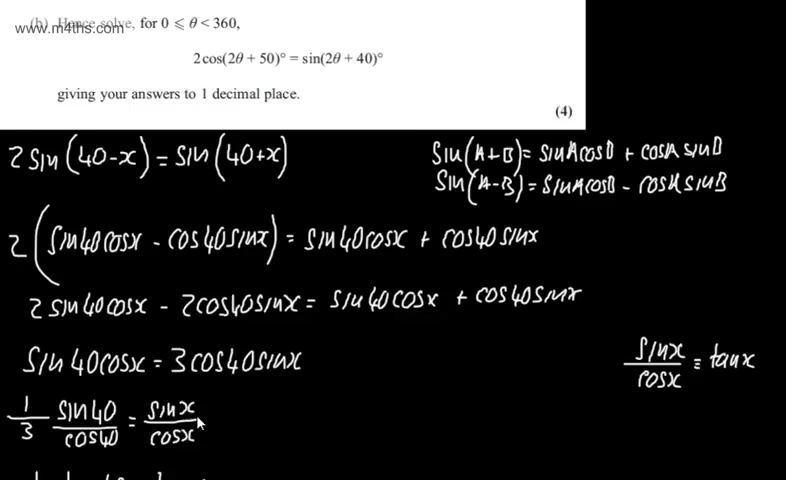 (b) Hence solve, for 0 ⩽ θ < 360,
www.m4ths.com
2cos(2θ + 50)° = sin(2θ + 40)°
giving your answers to 1 decimal place.
(4)
2 sin(40-x) = sin(40+x)
sin(A+B) = sinAcosB + cosA sinB
sin(A-B) = sinAcosB - cosA sinB
2(sin40cosx - cos40sinx) = sin40cosx + cos40sinx
2 sin40cosx - 2cos40sinx = sin40cosx + cos40sinx
sin40cosx = 3cos40sinx
sinx/cosx ≡ tanx
1/3 sin40/cos40 = sinx/cosx